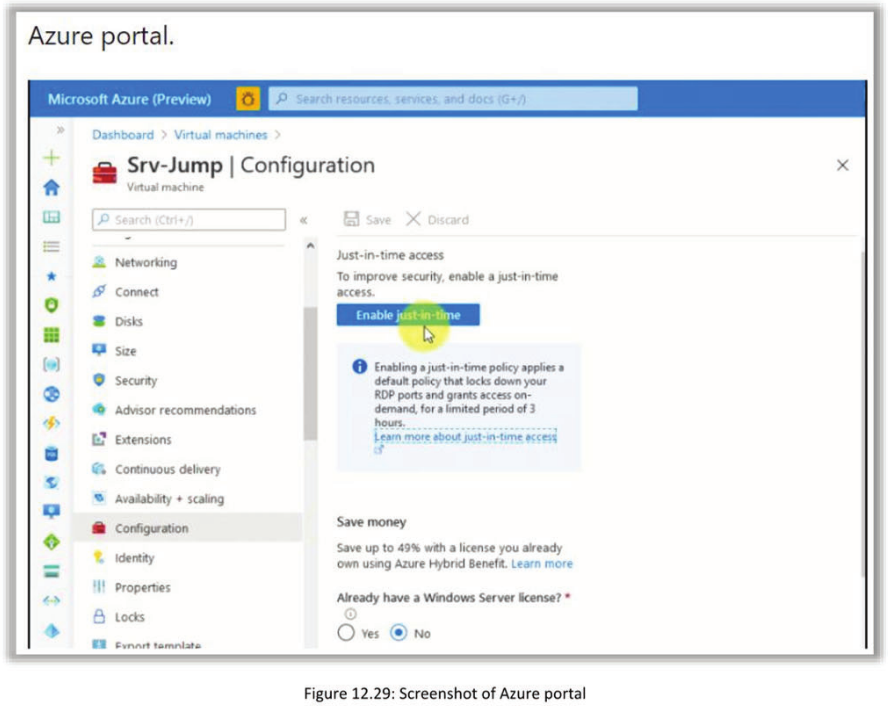 Azure portal.
Microsoft Azure (Preview)
Search resources, services, and docs (G+/)
Dashboard > Virtual machines >
Srv-Jump | Configuration
Virtual machine
Search (Ctrl+/)
«
Save
Discard
Networking
Connect
Disks
Size
Security
Advisor recommendations
Extensions
Continuous delivery
Availability + scaling
Configuration
Identity
Properties
Locks
Export template
Just-in-time access
To improve security, enable a just-in-time
access.
Enable just-in-time
Enabling a just-in-time policy applies a
default policy that locks down your
RDP ports and grants access on-
demand, for a limited period of 3
hours.
Learn more about just-in-time access
Save money
Save up to 49% with a license you already
own using Azure Hybrid Benefit. Learn more
Already have a Windows Server license? *
Yes
No
Figure 12.29: Screenshot of Azure portal